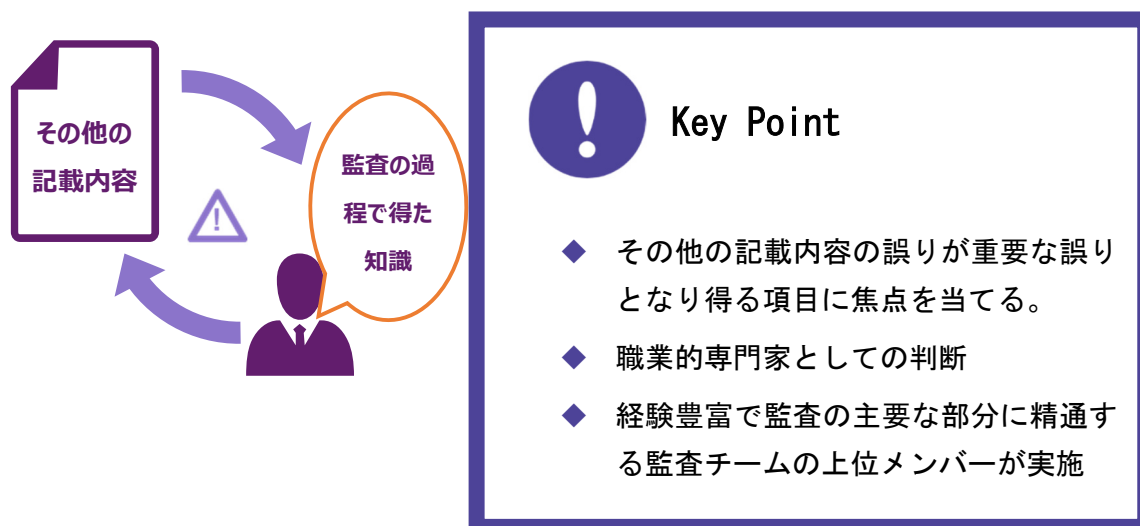 その他の
記載内容
!
監査の過
程で得た
知識
!
Key Point
◆ その他の記載内容の誤りが重要な誤り
となり得る項目に焦点を当てる。
◆ 職業的専門家としての判断
◆ 経験豊富で監査の主要な部分に精通す
る監査チームの上位メンバーが実施